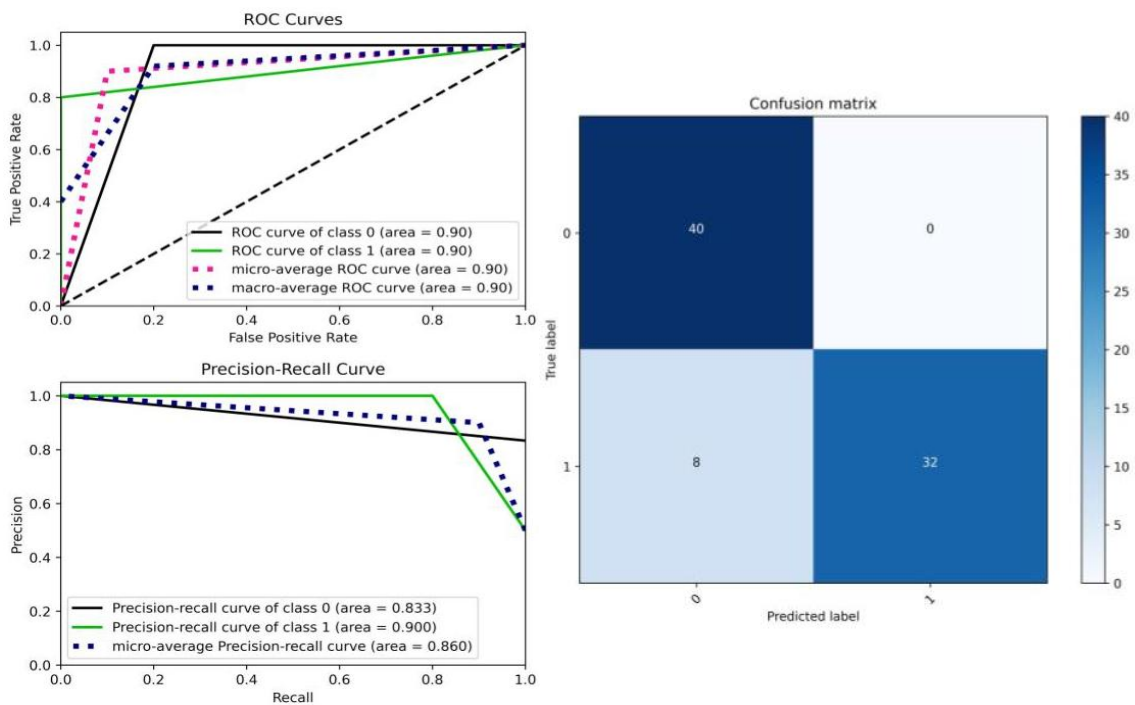 ROC Curves
1.0
0.8
0.6
0.4
0.2
0.0
True Positive Rate
ROC curve of class 0 (area = 0.90)
ROC curve of class 1 (area = 0.90)
micro-average ROC curve (area = 0.90)
macro-average ROC curve (area = 0.90)
0.0 0.2 0.4 0.6 0.8 1.0
False Positive Rate
Precision-Recall Curve
1.0
0.8
0.6
0.4
0.2
0.0
Precision
Precision-recall curve of class 0 (area = 0.833)
Precision-recall curve of class 1 (area = 0.900)
micro-average Precision-recall curve (area = 0.860)
0.0 0.2 0.4 0.6 0.8 1.0
Recall
Confusion matrix
True label
0
40 0
1
8 32
0 1
Predicted label
40
35
30
25
20
15
10
5
0